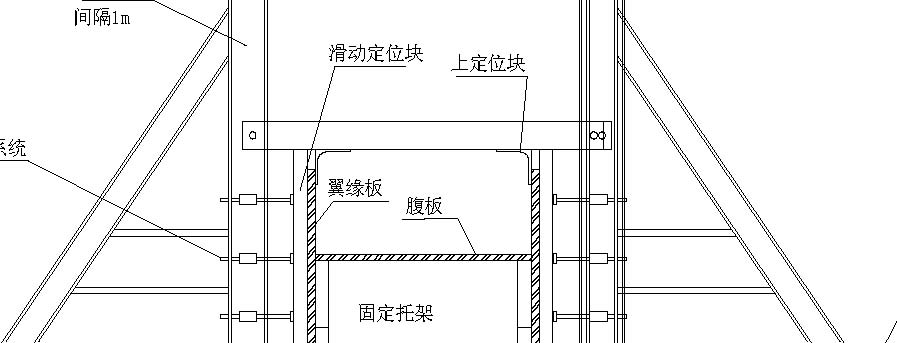 间隔1m
滑动定位块
上定位块
系统
翼缘板
腹板
固定托架